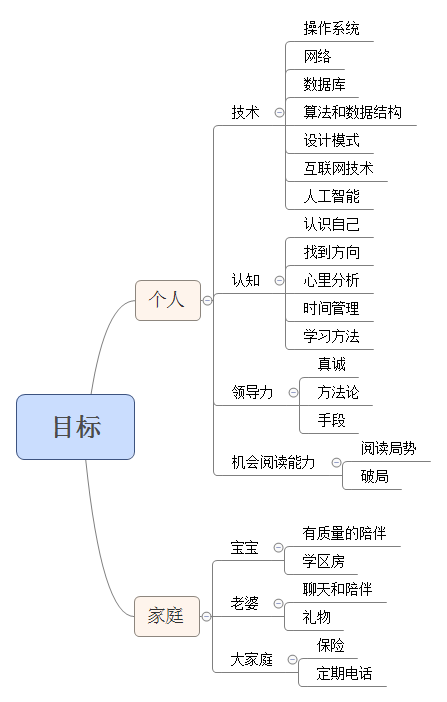 目标
个人
技术
操作系统
网络
数据库
算法和数据结构
设计模式
互联网技术
人工智能
认知
认识自己
找到方向
心里分析
时间管理
学习方法
领导力
真诚
方法论
手段
机会阅读能力
阅读局势
破局
家庭
宝宝
有质量的陪伴
学区房
老婆
聊天和陪伴
礼物
大家庭
保险
定期电话